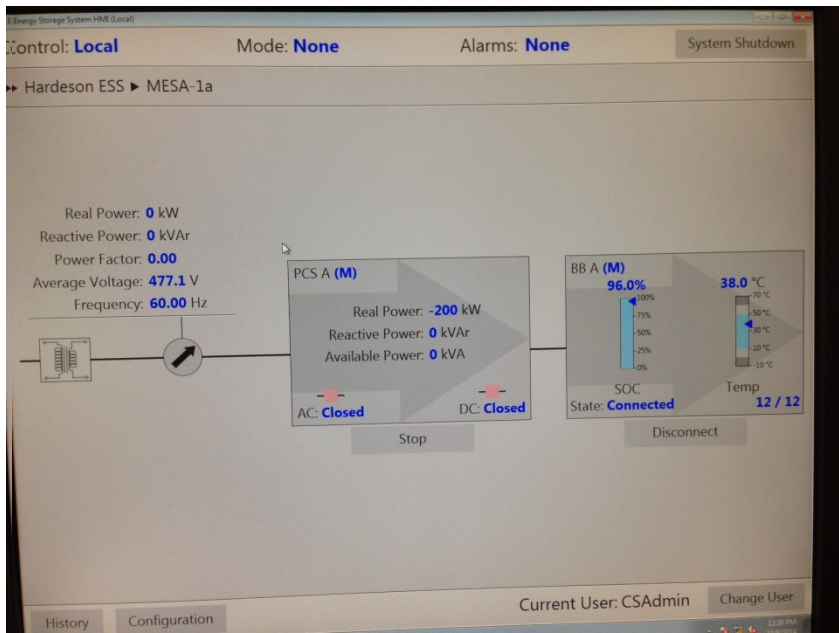 E Energy Storage System HMI (Local)
Control: Local
Mode: None
Alarms: None
System Shutdown
Hardeson ESS ▶ MESA-1a
Real Power: 0 kW
Reactive Power: 0 kVAr
Power Factor: 0.00
Average Voltage: 477.1 V
Frequency: 60.00 Hz
PCS A (M)
Real Power: -200 kW
Reactive Power: 0 kVAr
Available Power: 0 kVA
AC: Closed
DC: Closed
Stop
BB A (M)
96.0%
100%
75%
50%
25%
0%
SOC
38.0 °C
70 °C
50 °C
30 °C
10 °C
-10 °C
Temp
State: Connected
12 / 12
Disconnect
History
Configuration
Current User: CSAdmin
Change User